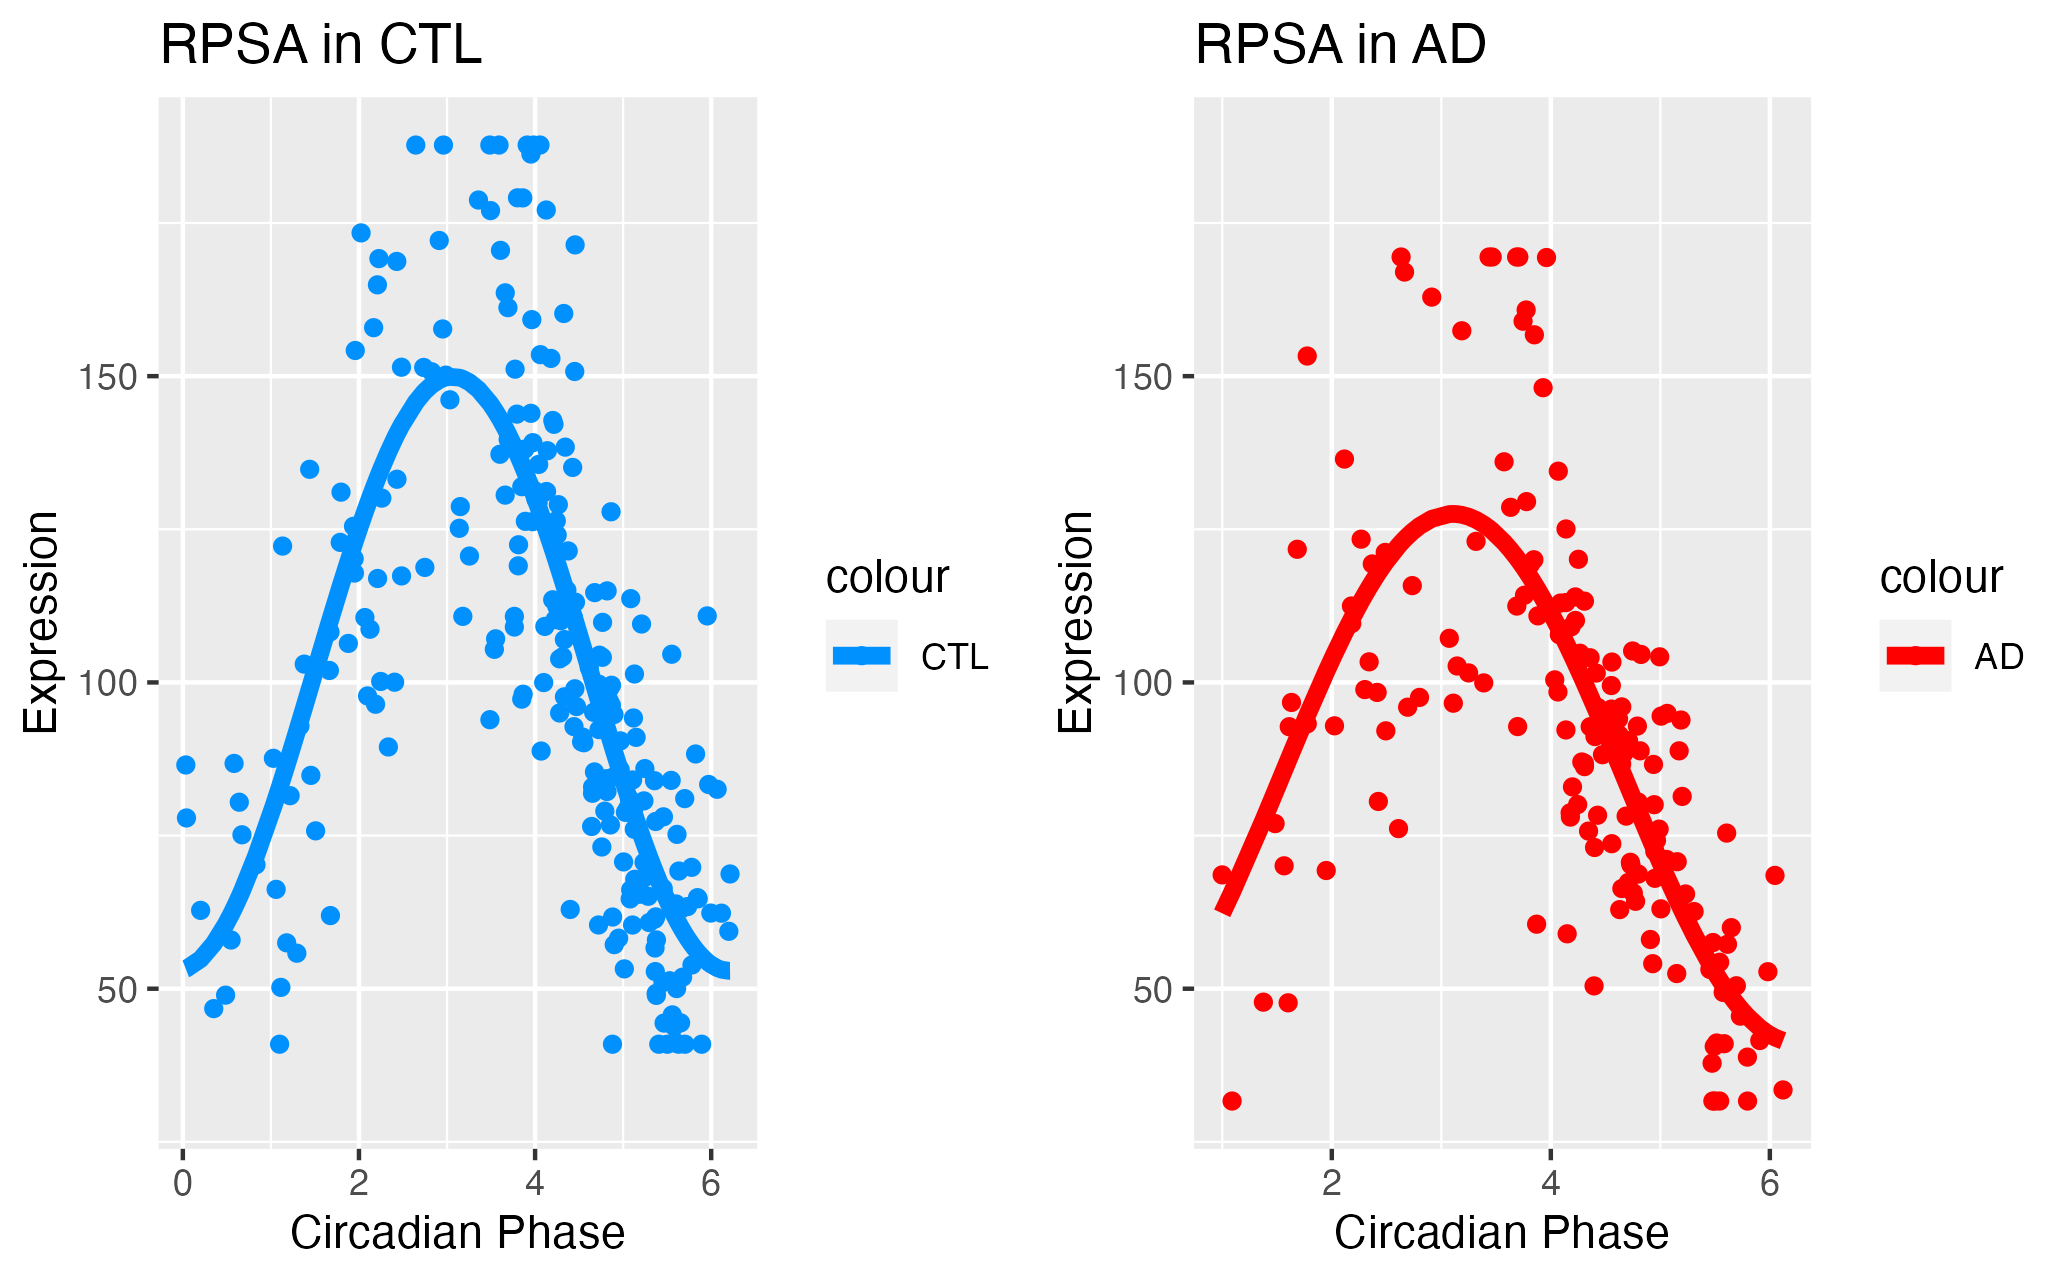 RPSA in CTL
150
100
50
Expression
0 2 4 6
Circadian Phase
colour
CTL
RPSA in AD
150
100
50
Expression
2 4 6
Circadian Phase
colour
AD